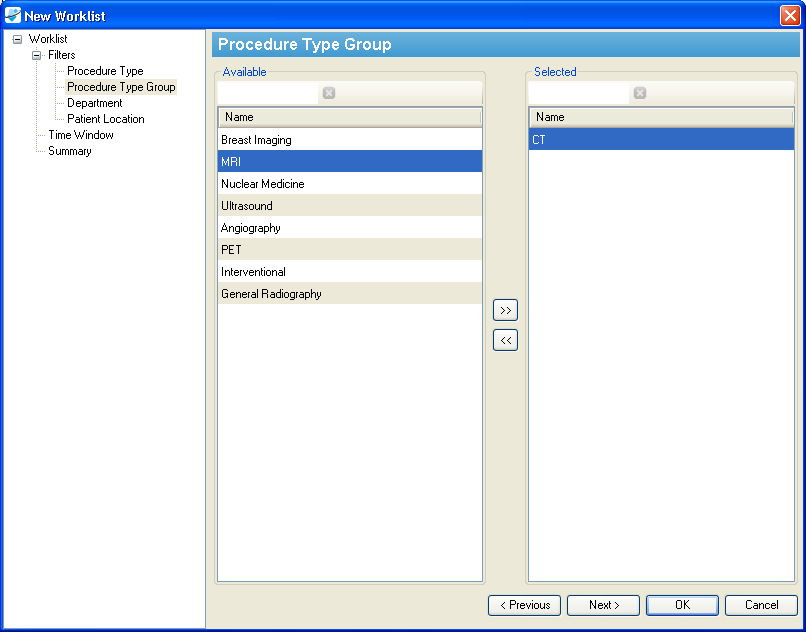 New Worklist
Worklist
Filters
Procedure Type
Procedure Type Group
Department
Patient Location
Time Window
Summary
Procedure Type Group
Available
Name
Breast Imaging
MRI
Nuclear Medicine
Ultrasound
Angiography
PET
Interventional
General Radiography
>>
<<
Selected
Name
CT
< Previous
Next >
OK
Cancel